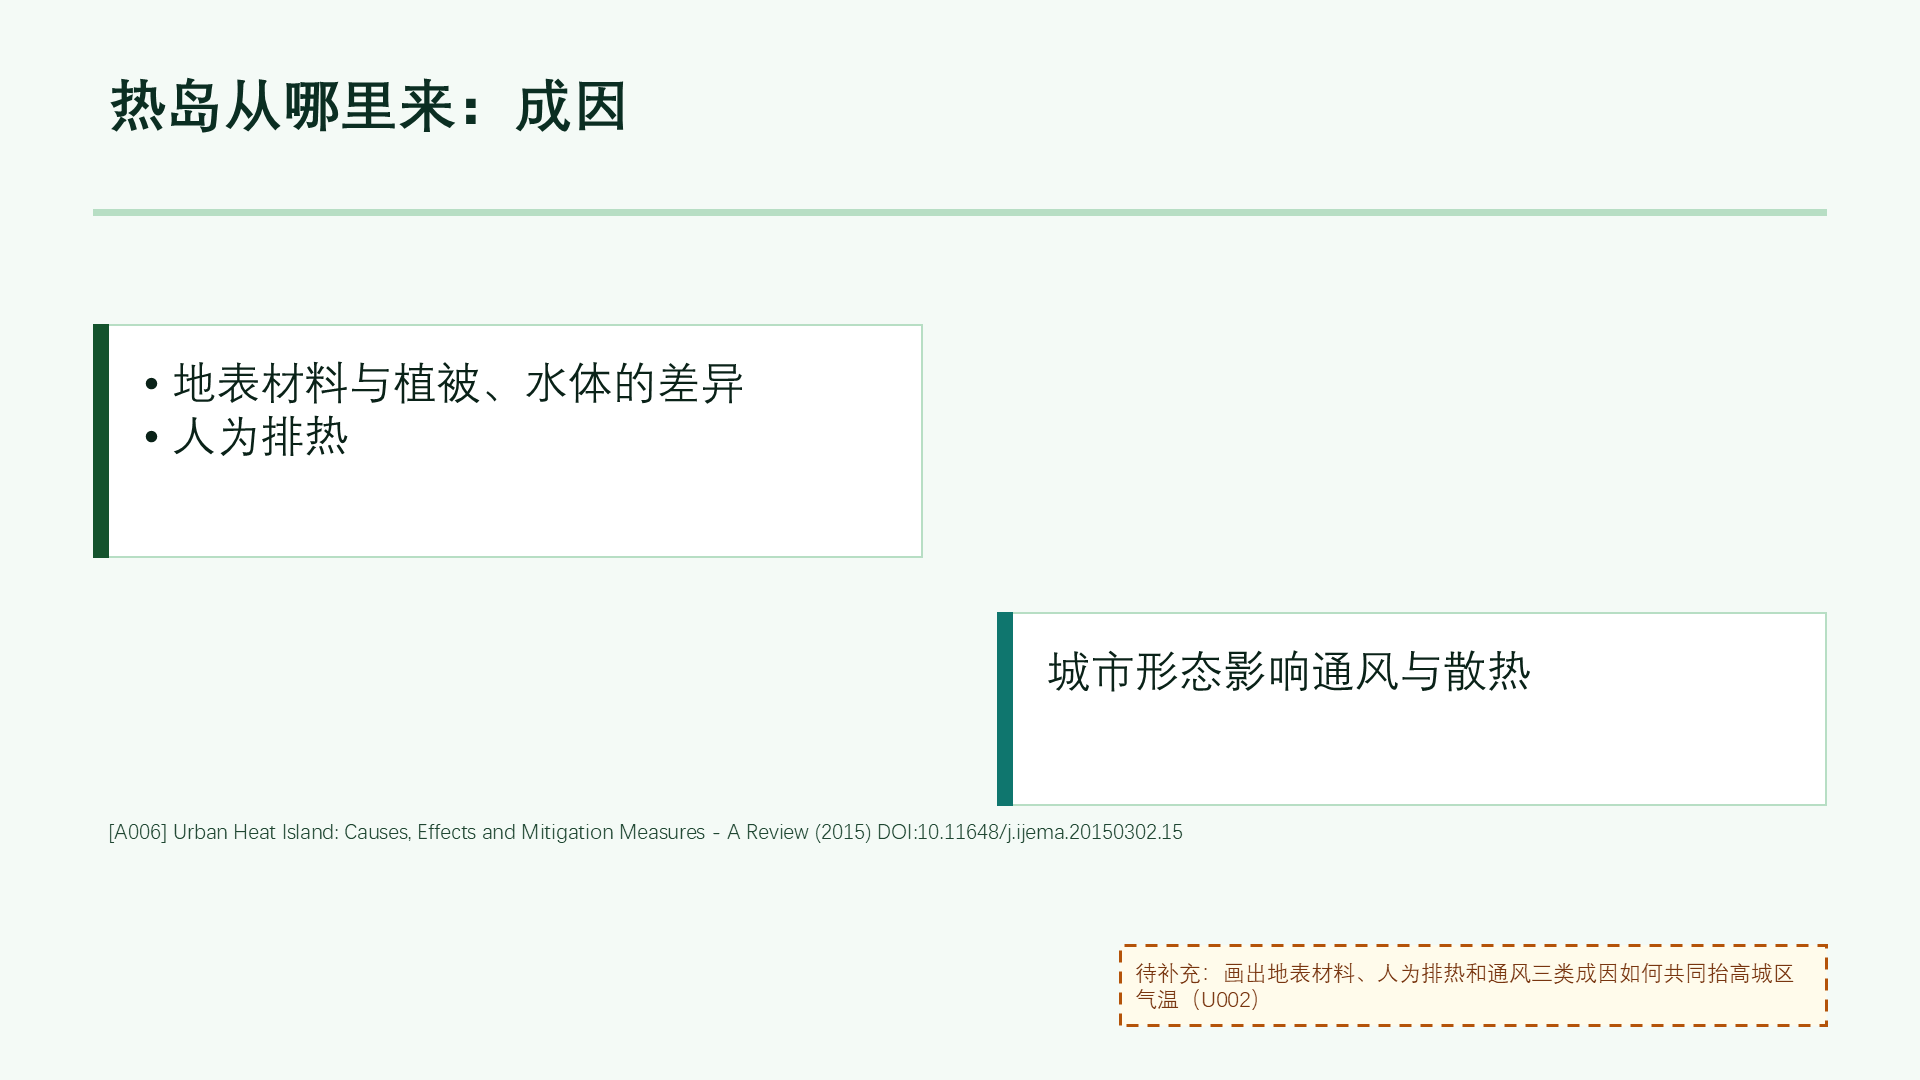 热岛从哪里来：成因
• 地表材料与植被、水体的差异
• 人为排热
城市形态影响通风与散热
[A006] Urban Heat Island: Causes, Effects and Mitigation Measures - A Review (2015) DOI:10.11648/j.ijema.20150302.15
待补充：画出地表材料、人为排热和通风三类成因如何共同抬高城区
气温（U002）